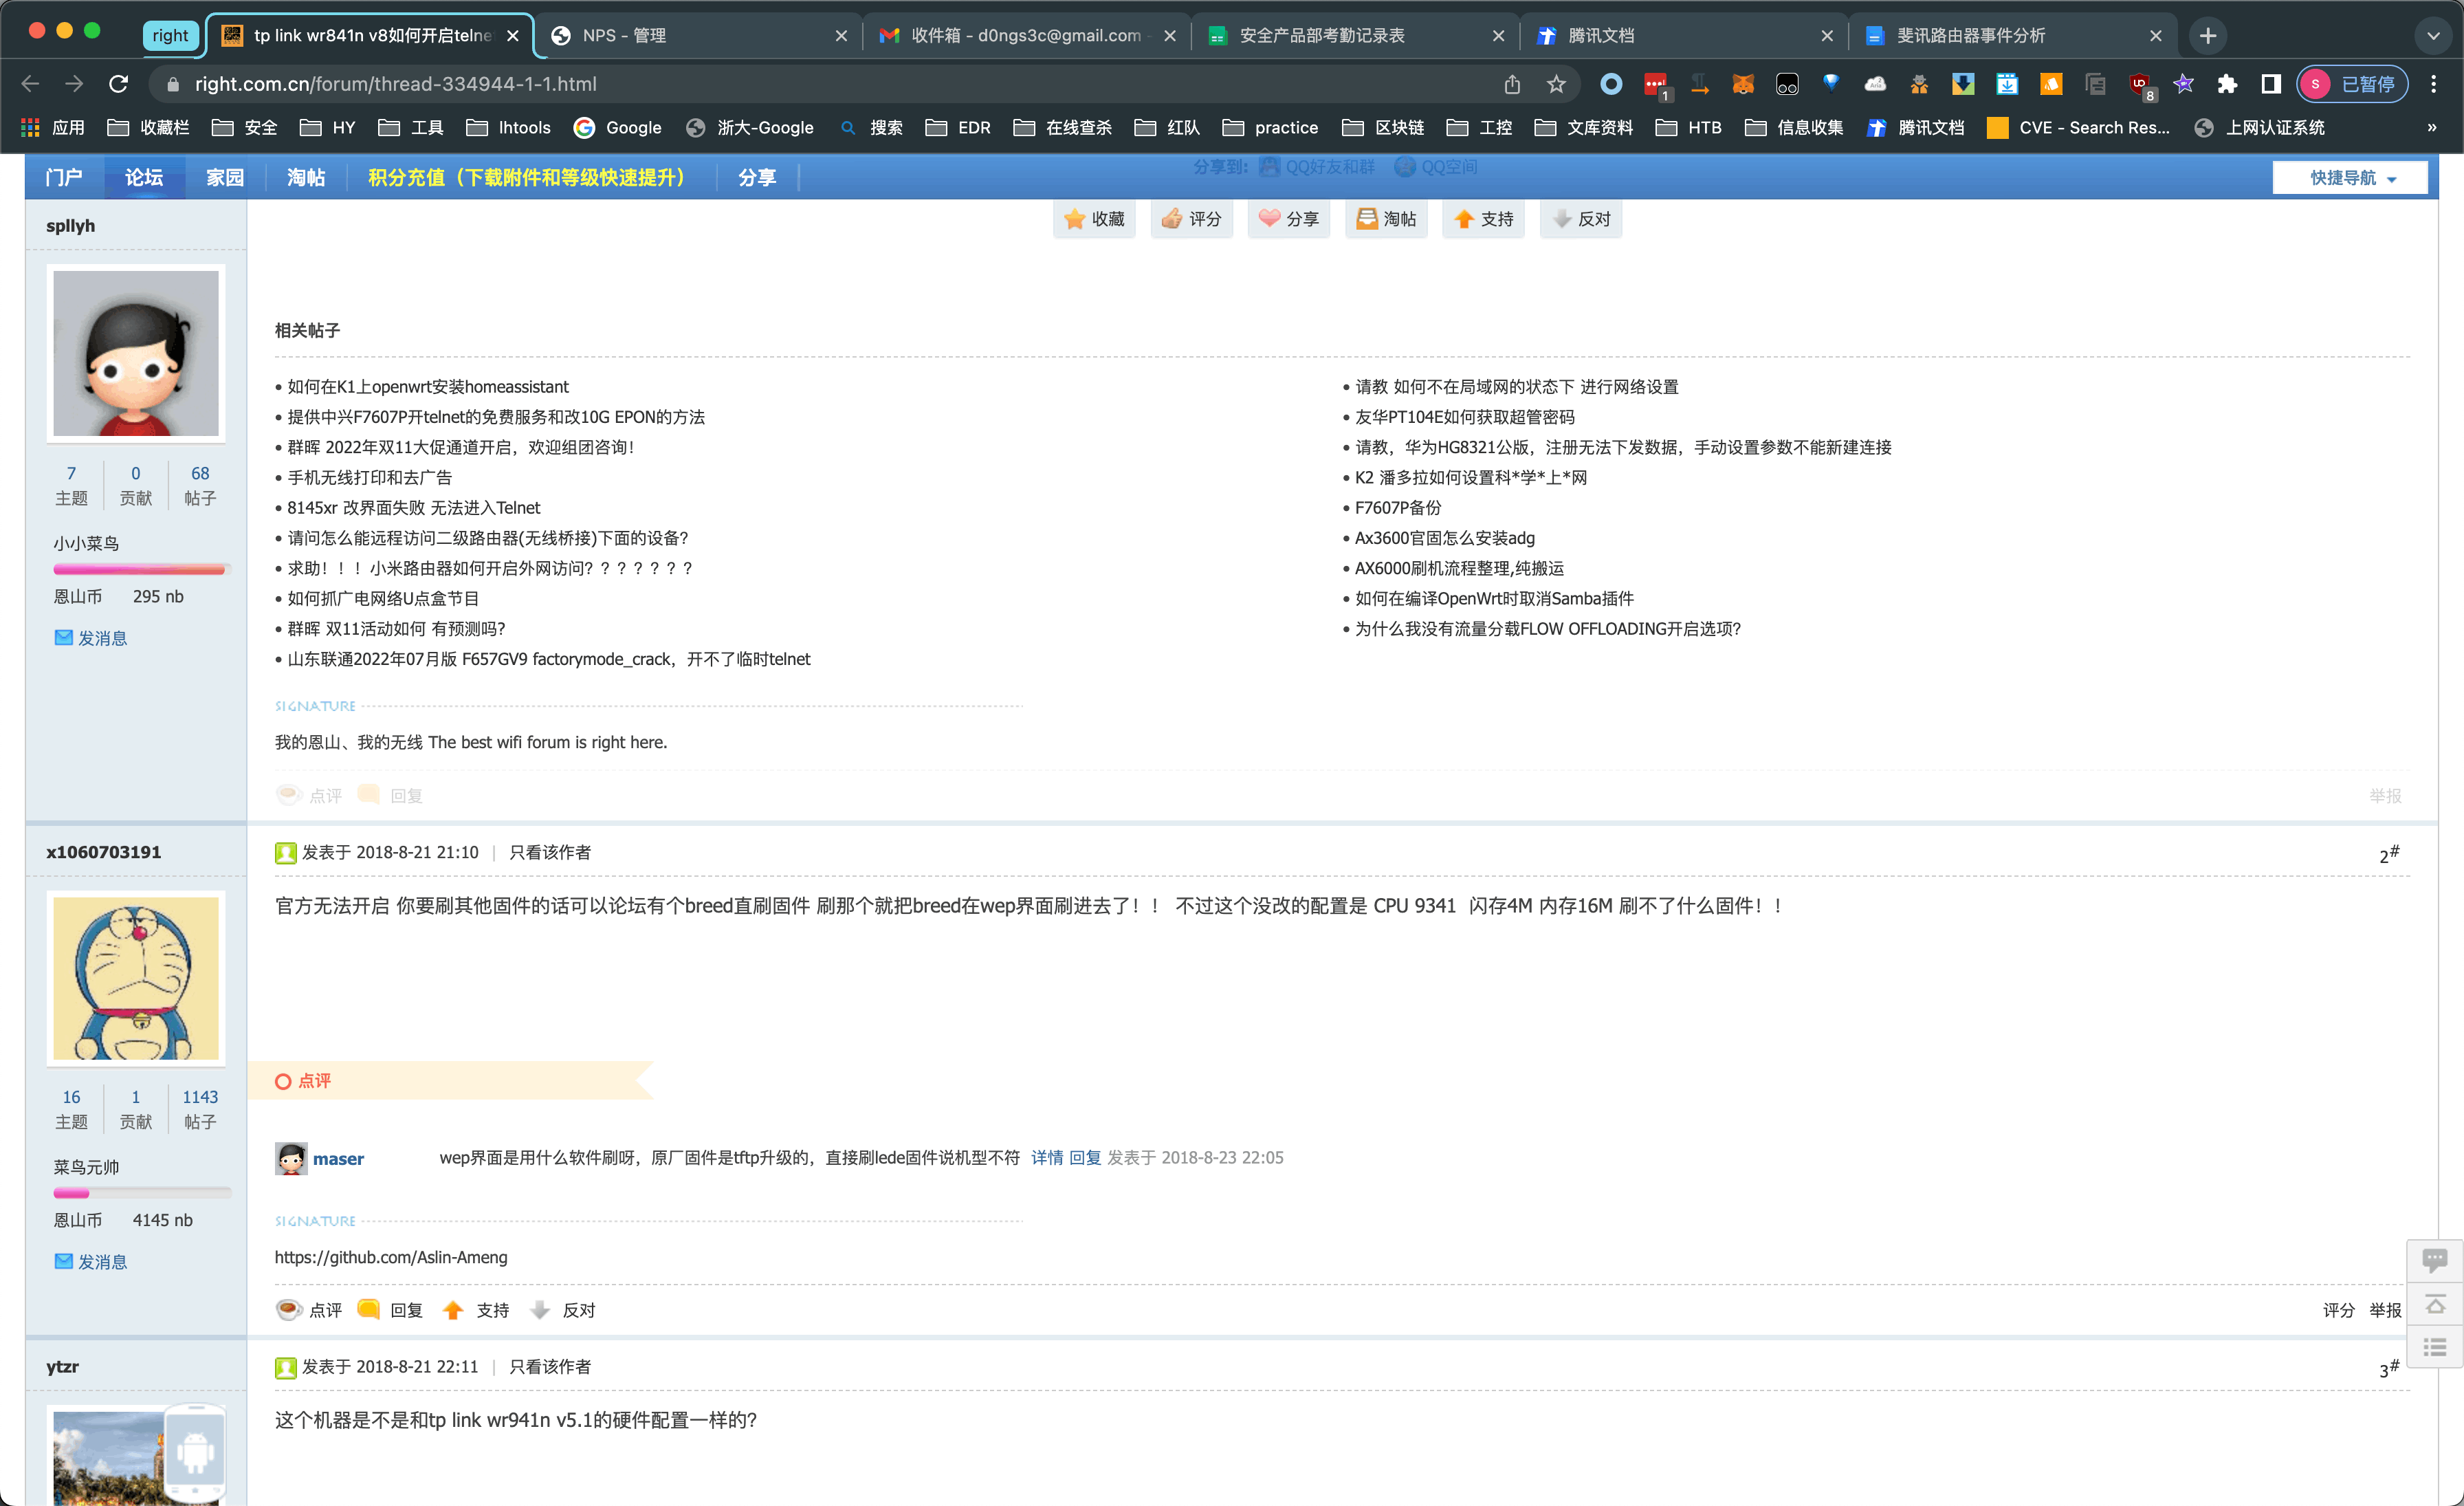 right
tp link wr841n v8如何开启telne
NPS - 管理
收件箱 - d0ngs3c@gmail.com -
安全产品部考勤记录表
腾讯文档
斐讯路由器事件分析
right.com.cn/forum/thread-334944-1-1.html
1
8
S 已暂停
应用 收藏栏 安全 HY 工具 lhtools Google 浙大-Google 搜索 EDR 在线查杀 红队 practice 区块链 工控 文库资料 HTB 信息收集 腾讯文档 CVE - Search Res... 上网认证系统 »
门户 论坛 家园 淘帖 积分充值（下载附件和等级快速提升） 分享
分享到: QQ好友和群 QQ空间
快捷导航
收藏 评分 分享 淘帖 支持 反对
spllyh
7 0 68
主题 贡献 帖子
小小菜鸟
恩山币 295 nb
发消息
相关帖子
• 如何在K1上openwrt安装homeassistant
• 提供中兴F7607P开telnet的免费服务和改10G EPON的方法
• 群晖 2022年双11大促通道开启，欢迎组团咨询！
• 手机无线打印和去广告
• 8145xr 改界面失败 无法进入Telnet
• 请问怎么能远程访问二级路由器(无线桥接)下面的设备?
• 求助！！！小米路由器如何开启外网访问？？？？？？？
• 如何抓广电网络U点盒节目
• 群晖 双11活动如何 有预测吗?
• 山东联通2022年07月版 F657GV9 factorymode_crack，开不了临时telnet
• 请教 如何不在局域网的状态下 进行网络设置
• 友华PT104E如何获取超管密码
• 请教，华为HG8321公版，注册无法下发数据，手动设置参数不能新建连接
• K2 潘多拉如何设置科*学*上*网
• F7607P备份
• Ax3600官固怎么安装adg
• AX6000刷机流程整理,纯搬运
• 如何在编译OpenWrt时取消Samba插件
• 为什么我没有流量分载FLOW OFFLOADING开启选项?
SIGNATURE
我的恩山、我的无线 The best wifi forum is right here.
点评 回复 举报
x1060703191
16 1 1143
主题 贡献 帖子
菜鸟元帅
恩山币 4145 nb
发消息
发表于 2018-8-21 21:10 | 只看该作者
2#
官方无法开启 你要刷其他固件的话可以论坛有个breed直刷固件 刷那个就把breed在wep界面刷进去了！！ 不过这个没改的配置是 CPU 9341 闪存4M 内存16M 刷不了什么固件！！
点评
maser wep界面是用什么软件刷呀，原厂固件是tftp升级的，直接刷lede固件说机型不符 详情 回复 发表于 2018-8-23 22:05
SIGNATURE
https://github.com/Aslin-Ameng
点评 回复 支持 反对 评分 举报
ytzr
发表于 2018-8-21 22:11 | 只看该作者
3#
这个机器是不是和tp link wr941n v5.1的硬件配置一样的?